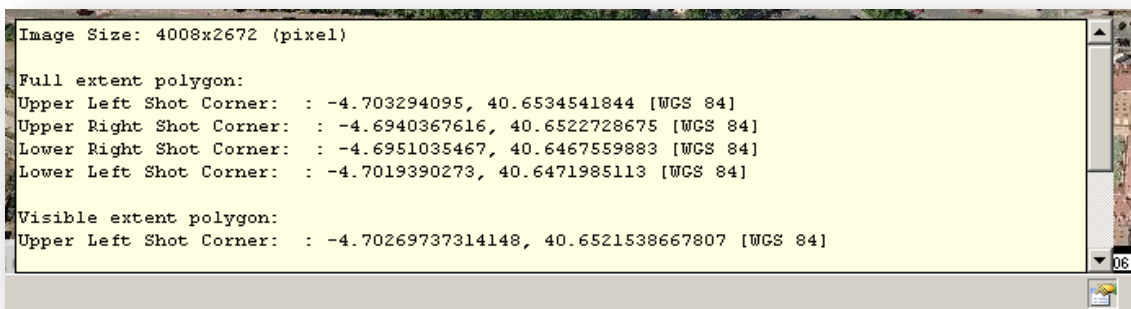 Image Size: 4008x2672 (pixel)
Full extent polygon:
Upper Left Shot Corner:  : -4.703294095, 40.6534541844 [WGS 84]
Upper Right Shot Corner:  : -4.6940367616, 40.6522728675 [WGS 84]
Lower Right Shot Corner:  : -4.6951035467, 40.6467559883 [WGS 84]
Lower Left Shot Corner:  : -4.7019390273, 40.6471985113 [WGS 84]
Visible extent polygon:
Upper Left Shot Corner:  : -4.70269737314148, 40.6521538667807 [WGS 84]
06